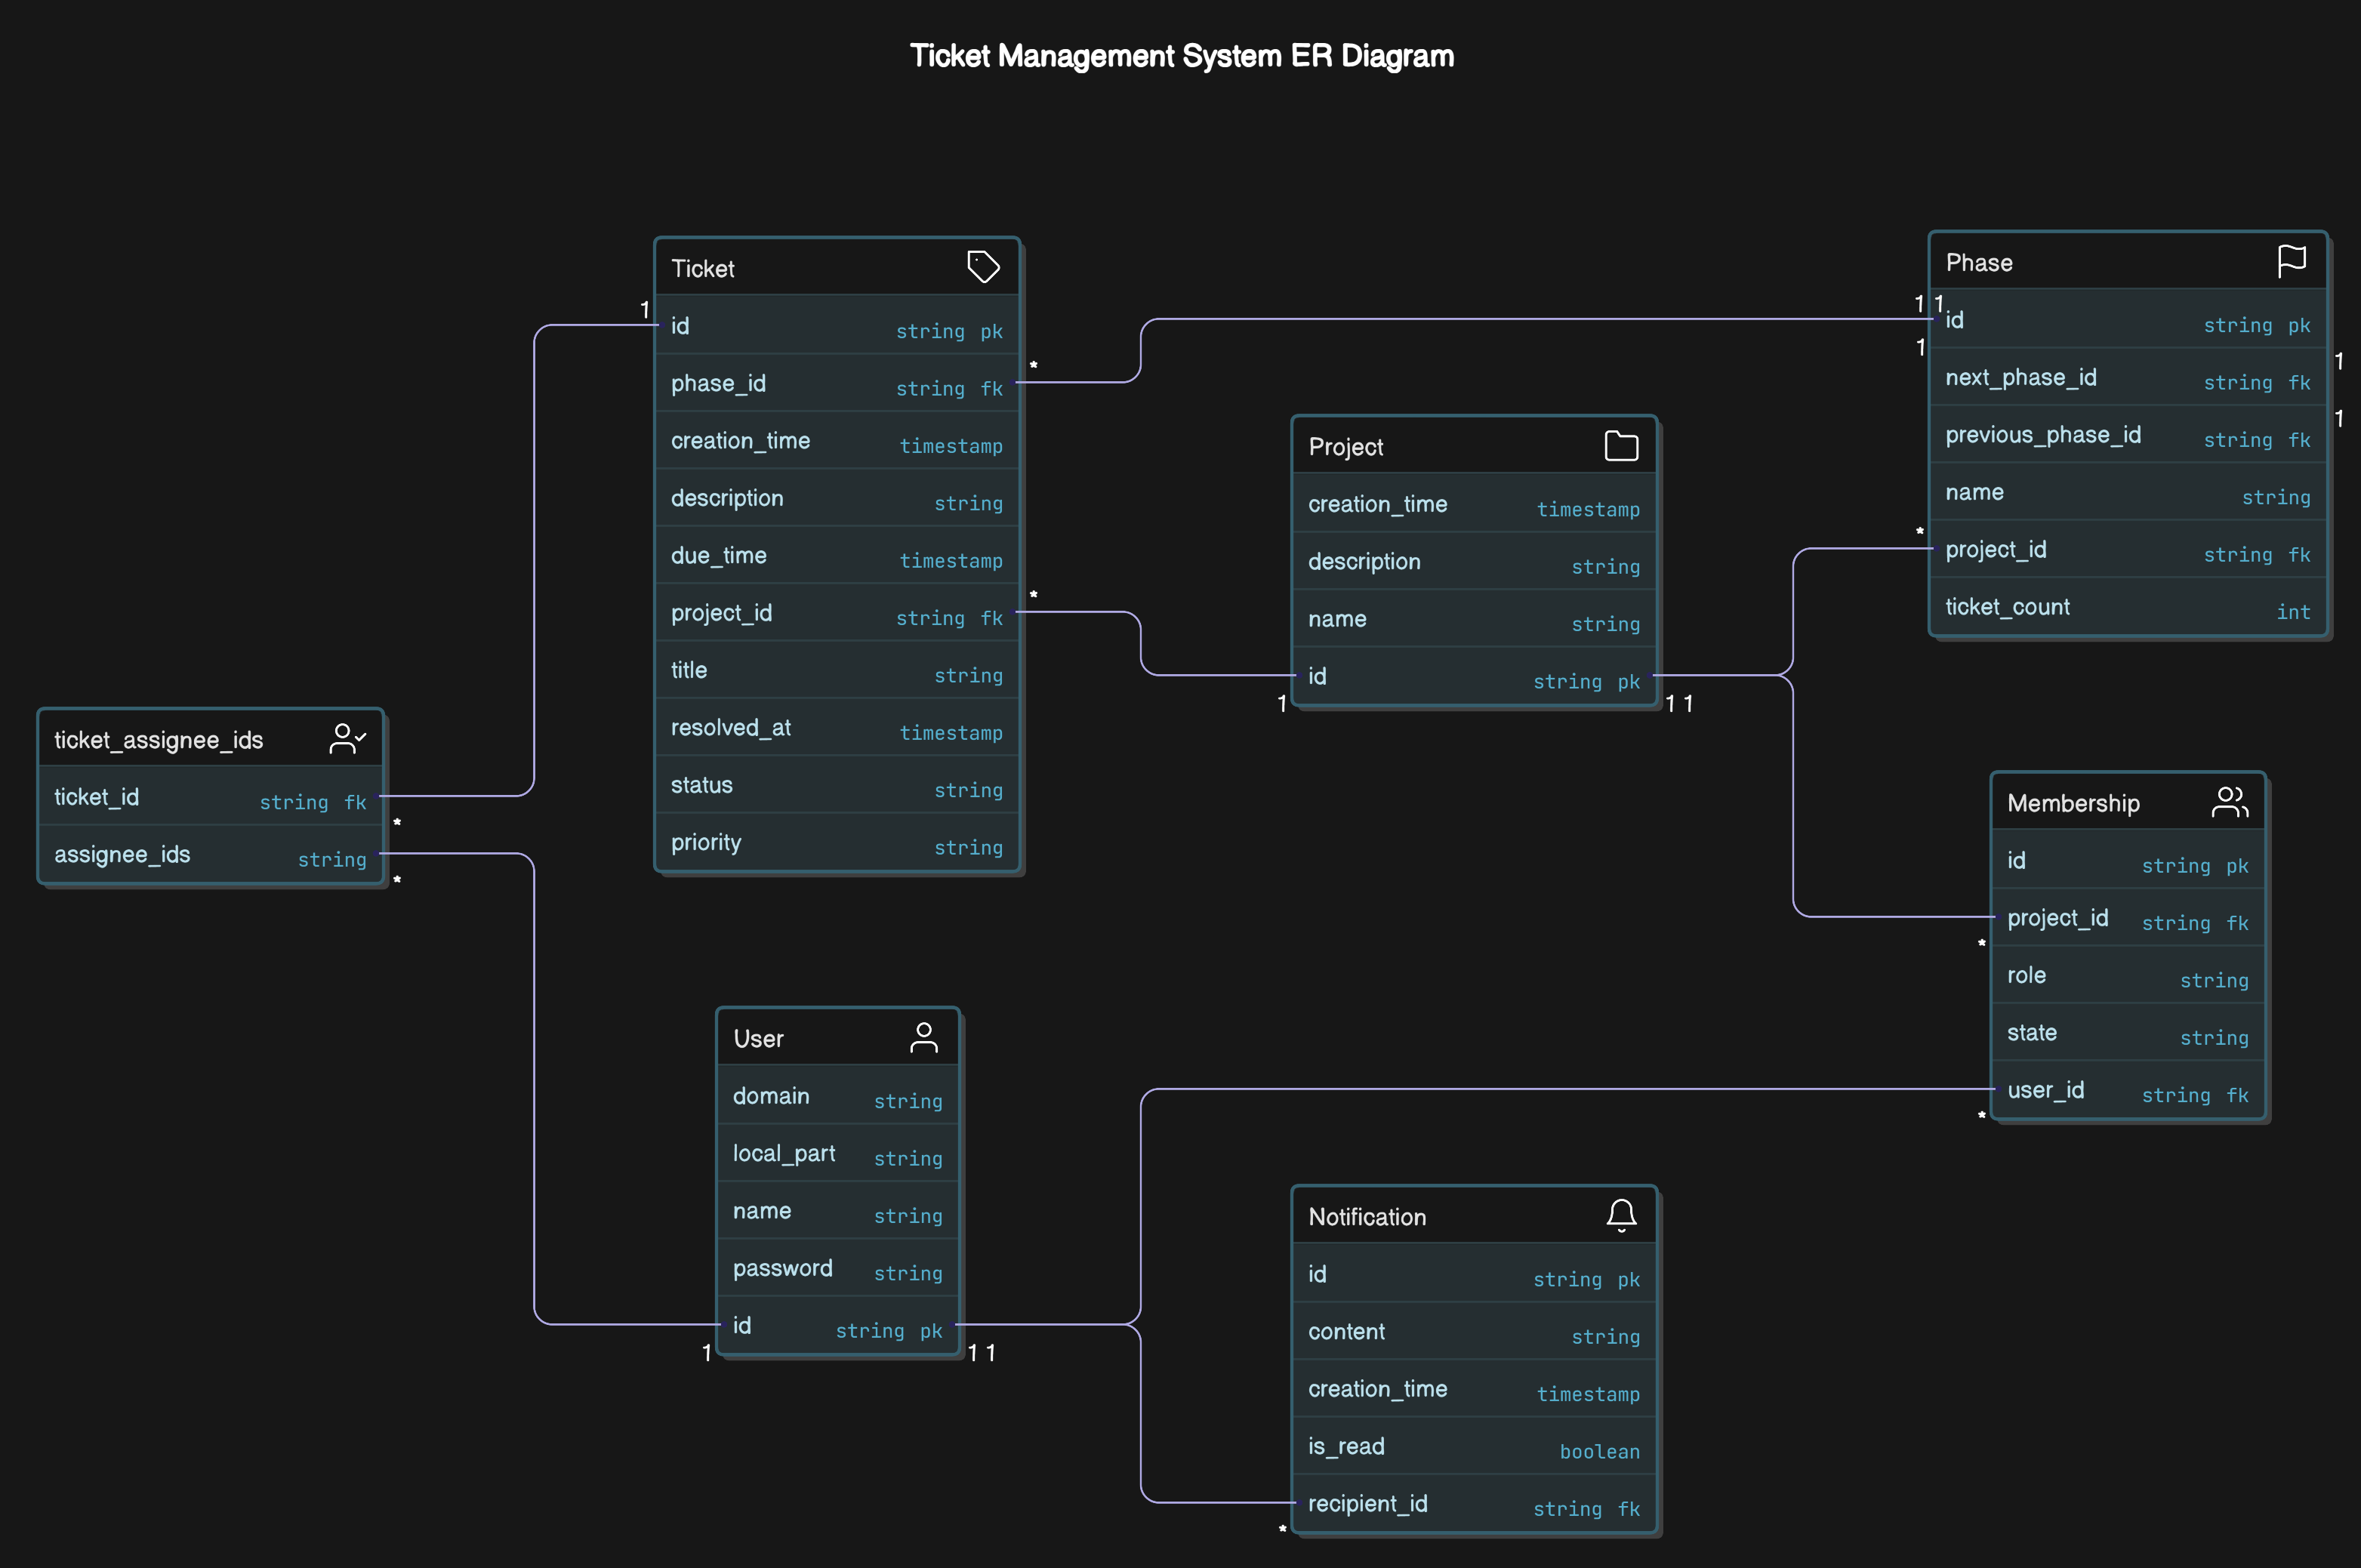 Ticket Management System ER Diagram
Ticket
1
id string pk
phase_id string fk
*
creation_time timestamp
description string
due_time timestamp
project_id string fk
*
title string
resolved_at timestamp
status string
priority string
Phase
1 1
id string pk
1
1
next_phase_id string fk
1
previous_phase_id string fk
name string
*
project_id string fk
ticket_count int
Project
creation_time timestamp
description string
name string
id string pk
1
1 1
ticket_assignee_ids
ticket_id string fk
*
assignee_ids string
*
Membership
id string pk
project_id string fk
*
role string
state string
user_id string fk
*
User
domain string
local_part string
name string
password string
id string pk
1
1 1
Notification
id string pk
content string
creation_time timestamp
is_read boolean
recipient_id string fk
*